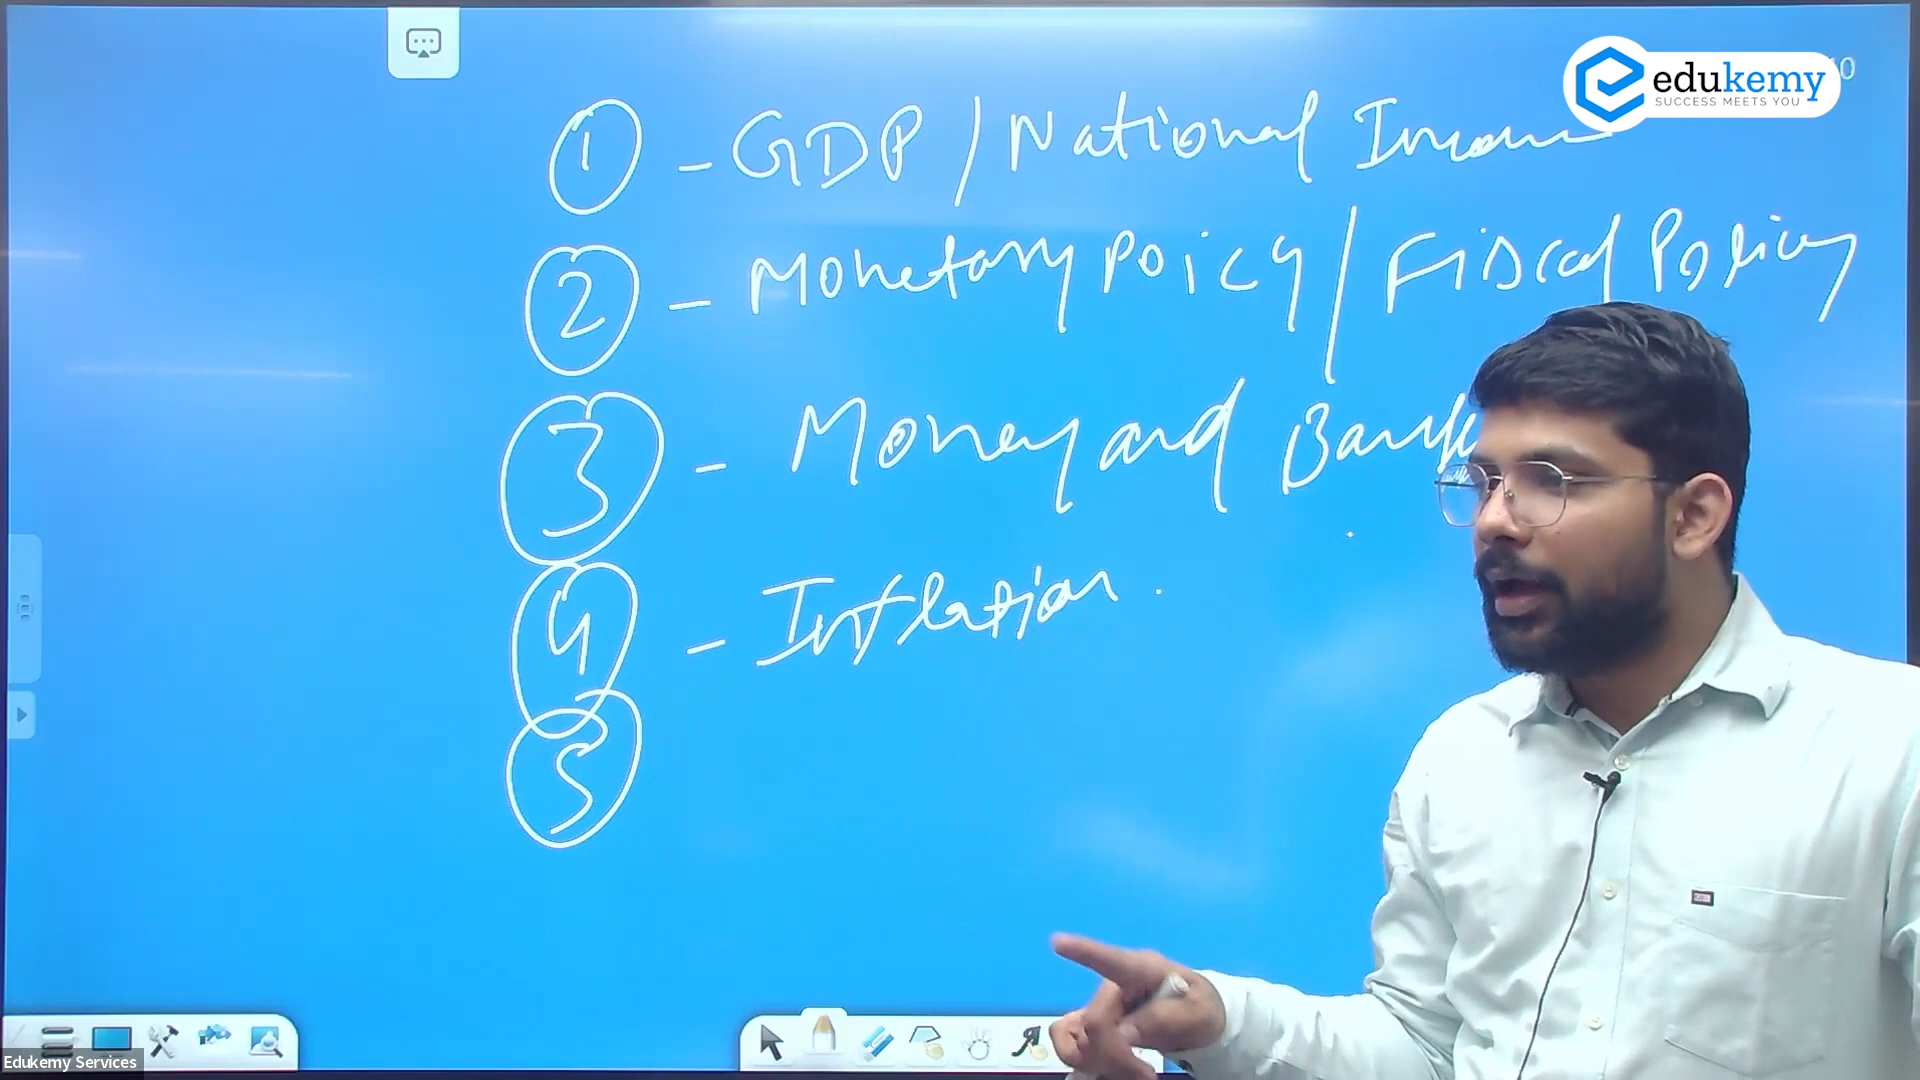 edukemy
SUCCESS MEETS YOU
1 - GDP / National Income
2 - Monetary Poicy / Fiscal Policy
3 - Money and Bank
4 - Inflation.
5
Edukemy Services